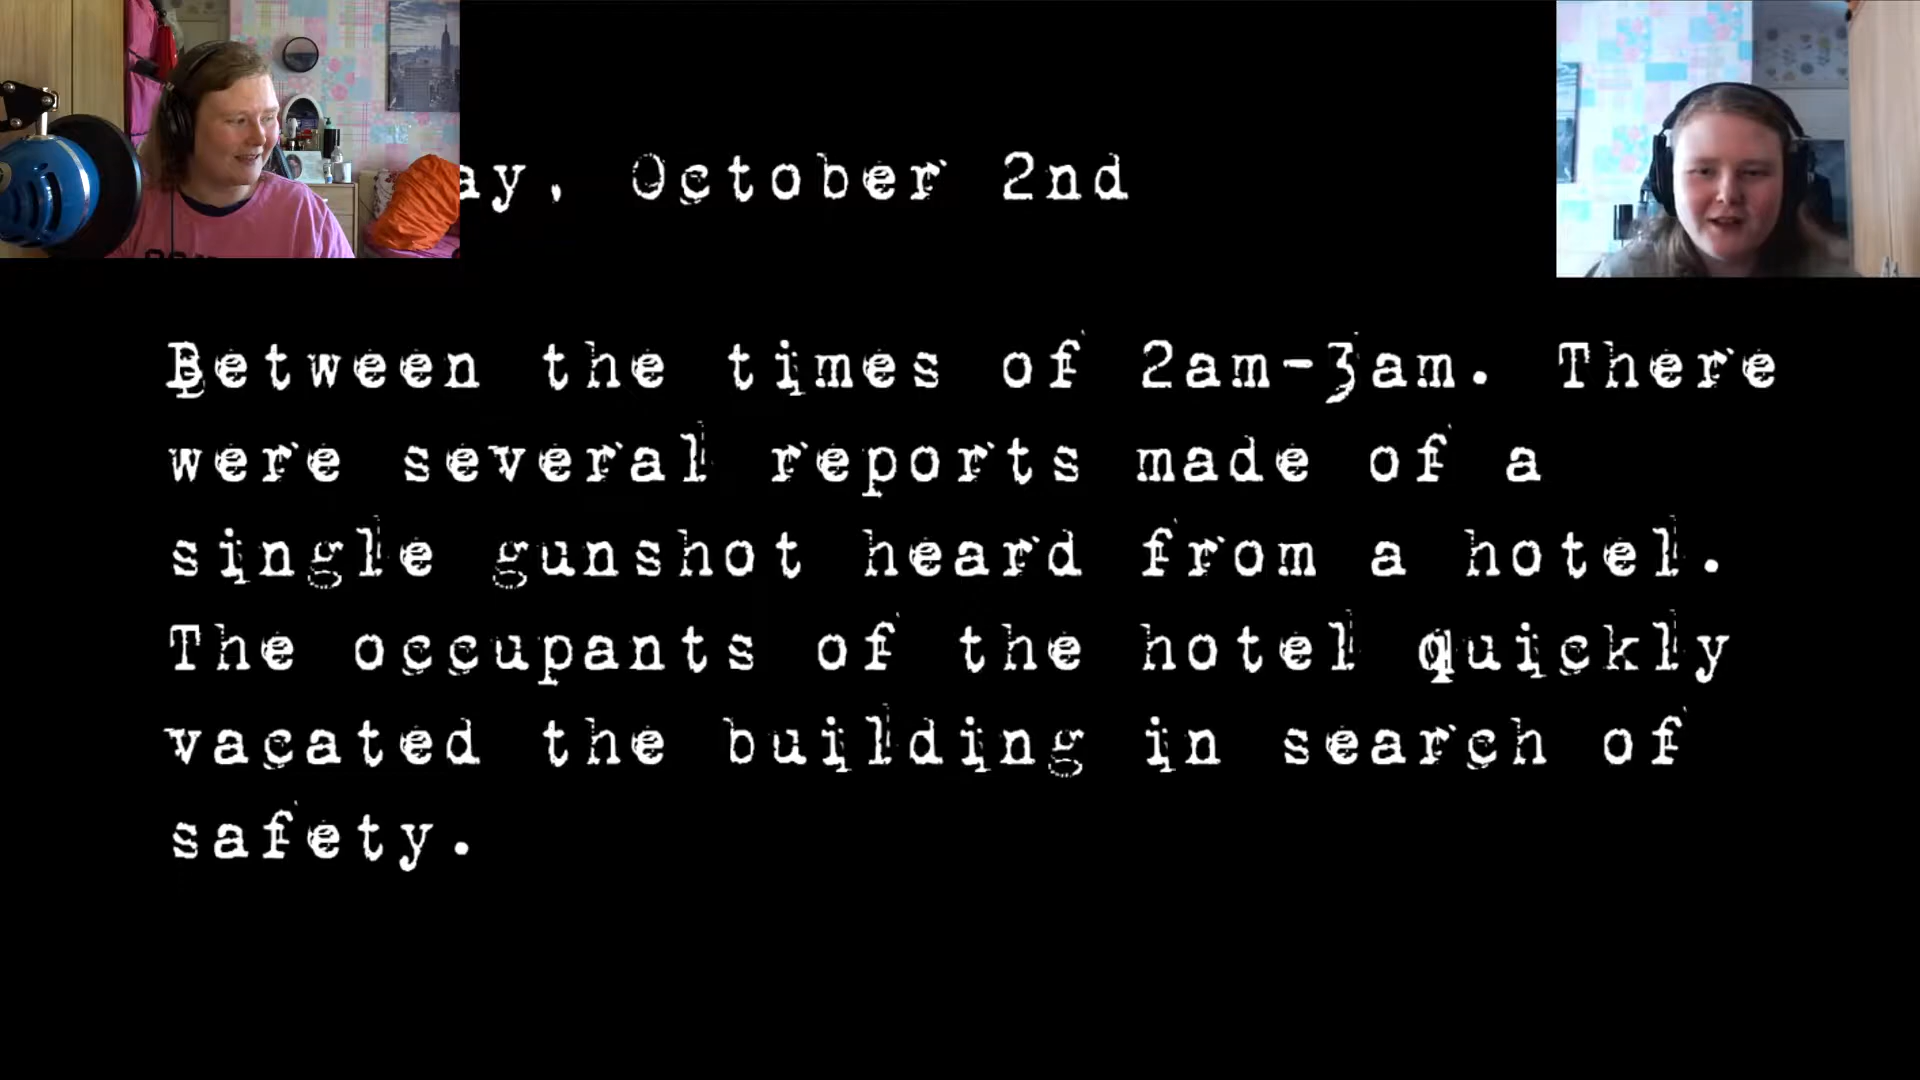 ay, October 2nd
Between the times of 2am-3am. There
were several reports made of a
single gunshot heard from a hotel.
The occupants of the hotel quickly
vacated the building in search of
safety.